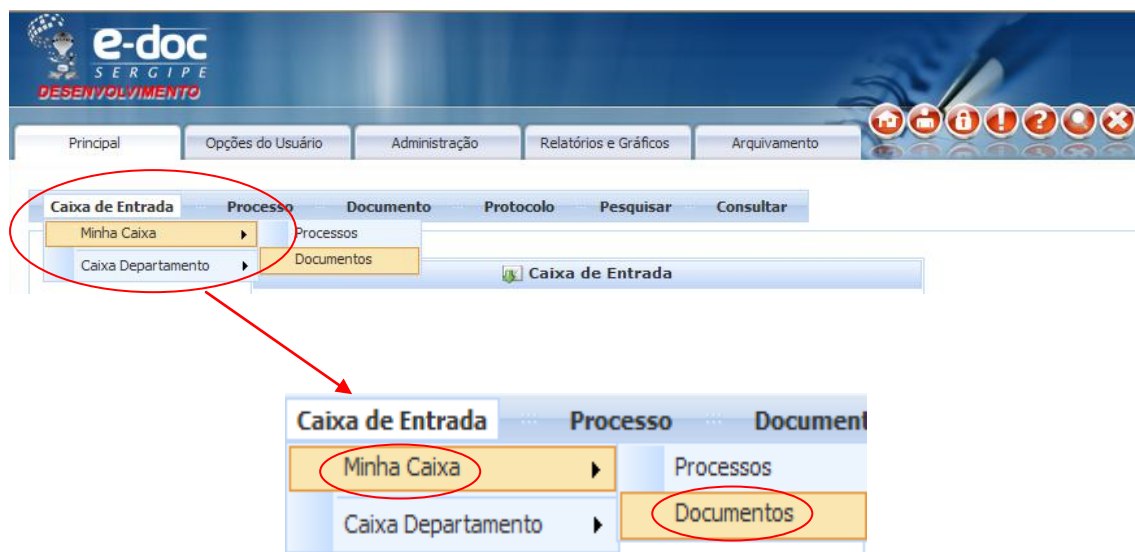 e-doc
SERGIPE
DESENVOLVIMENTO
Principal Opções do Usuário Administração Relatórios e Gráficos Arquivamento
Caixa de Entrada Processo Documento Protocolo Pesquisar Consultar
Minha Caixa Processos
Caixa Departamento Documentos
Caixa de Entrada
Caixa de Entrada Processo Document
Minha Caixa Processos
Caixa Departamento Documentos